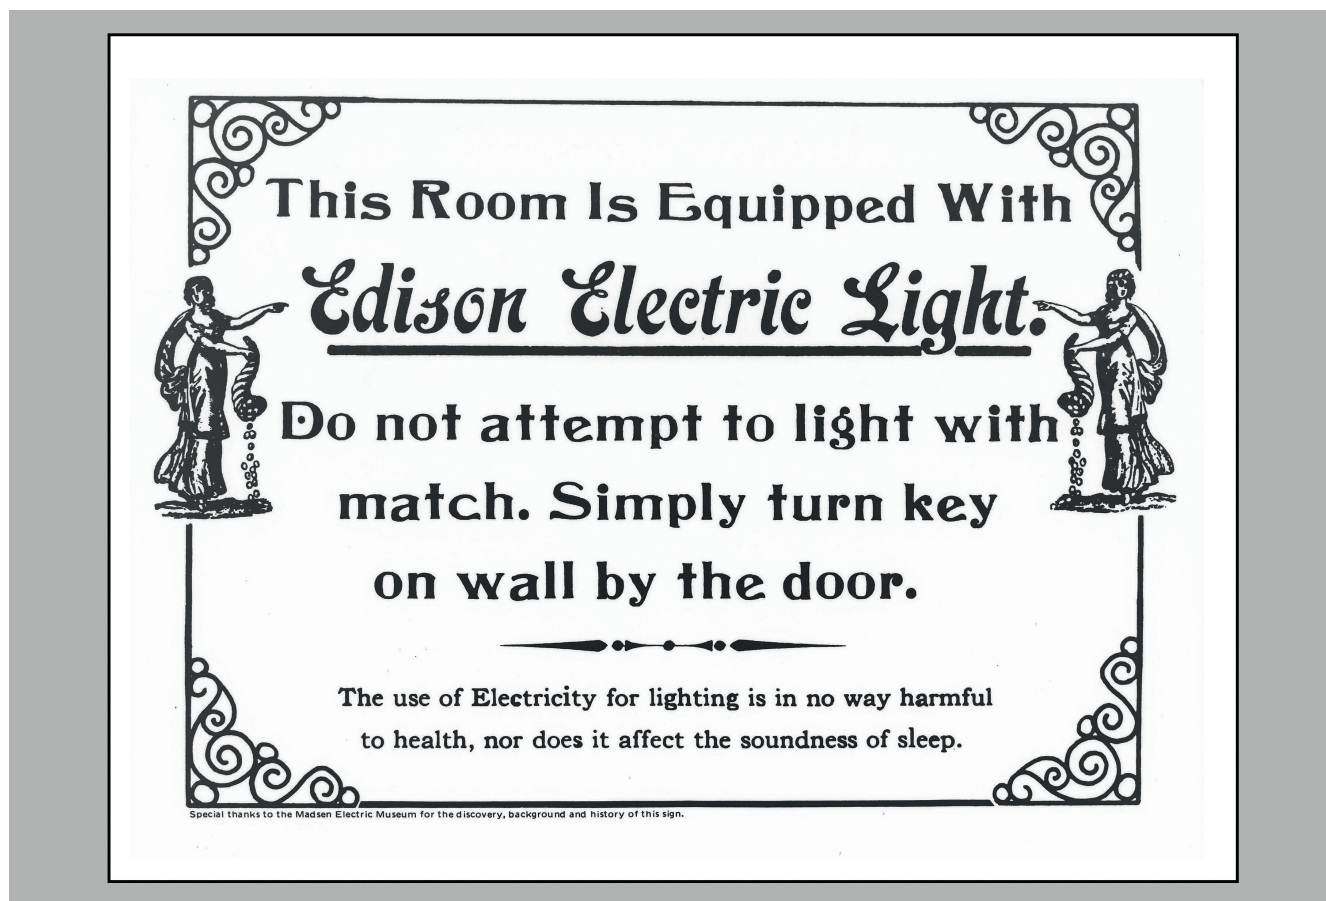 This Room Is Equipped With
Edison Electric Light.
Do not attempt to light with
match. Simply turn key
on wall by the door.
The use of Electricity for lighting is in no way harmful
to health, nor does it affect the soundness of sleep.
Special thanks to the Madsen Electric Museum for the discovery, background and history of this sign.